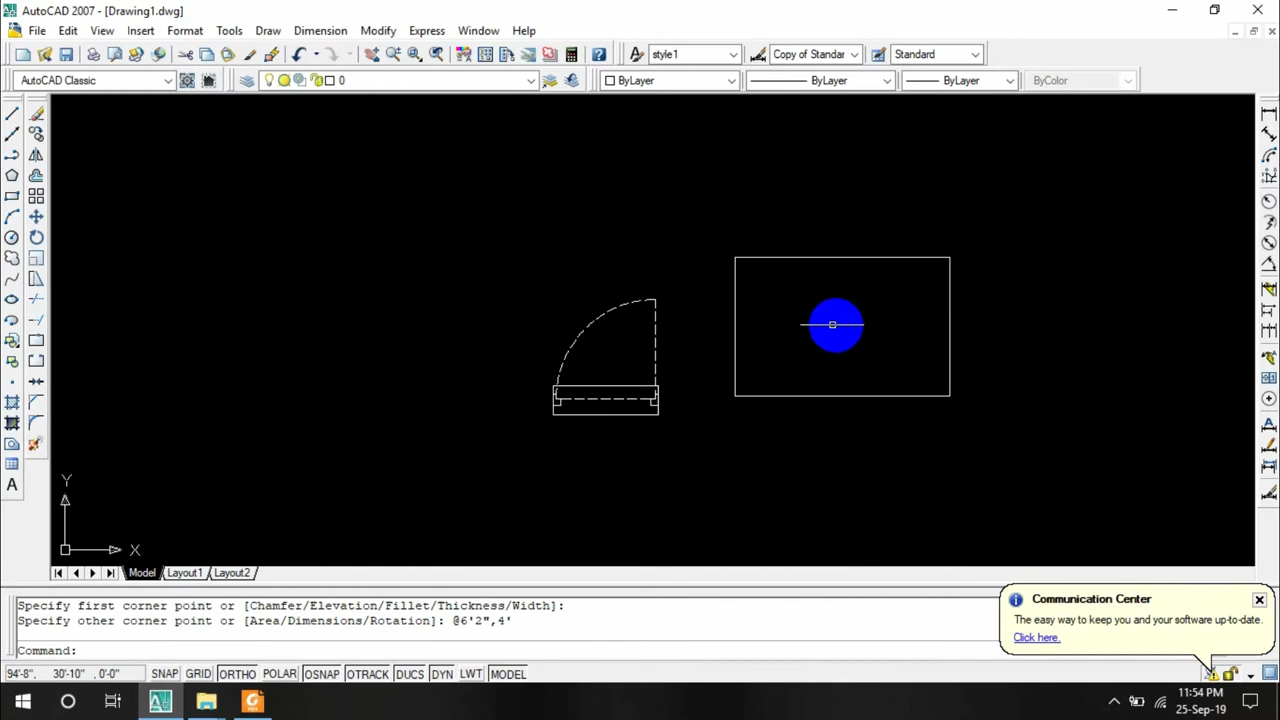 AutoCAD 2007 - [Drawing1.dwg]
File Edit View Insert Format Tools Draw Dimension Modify Express Window Help
style1 Copy of Standar Standard
AutoCAD Classic 0 ByLayer ByLayer ByLayer ByColor
A
Y
X
Model Layout1 Layout2
Specify first corner point or [Chamfer/Elevation/Fillet/Thickness/Width]:
Specify other corner point or [Area/Dimensions/Rotation]: @6'2",4'
Command:
Communication Center
The easy way to keep you and your software up-to-date.
Click here.
94'-8", 30'-10" , 0'-0" SNAP GRID ORTHO POLAR OSNAP OTRACK DUCS DYN LWT MODEL
11:54 PM
25-Sep-19